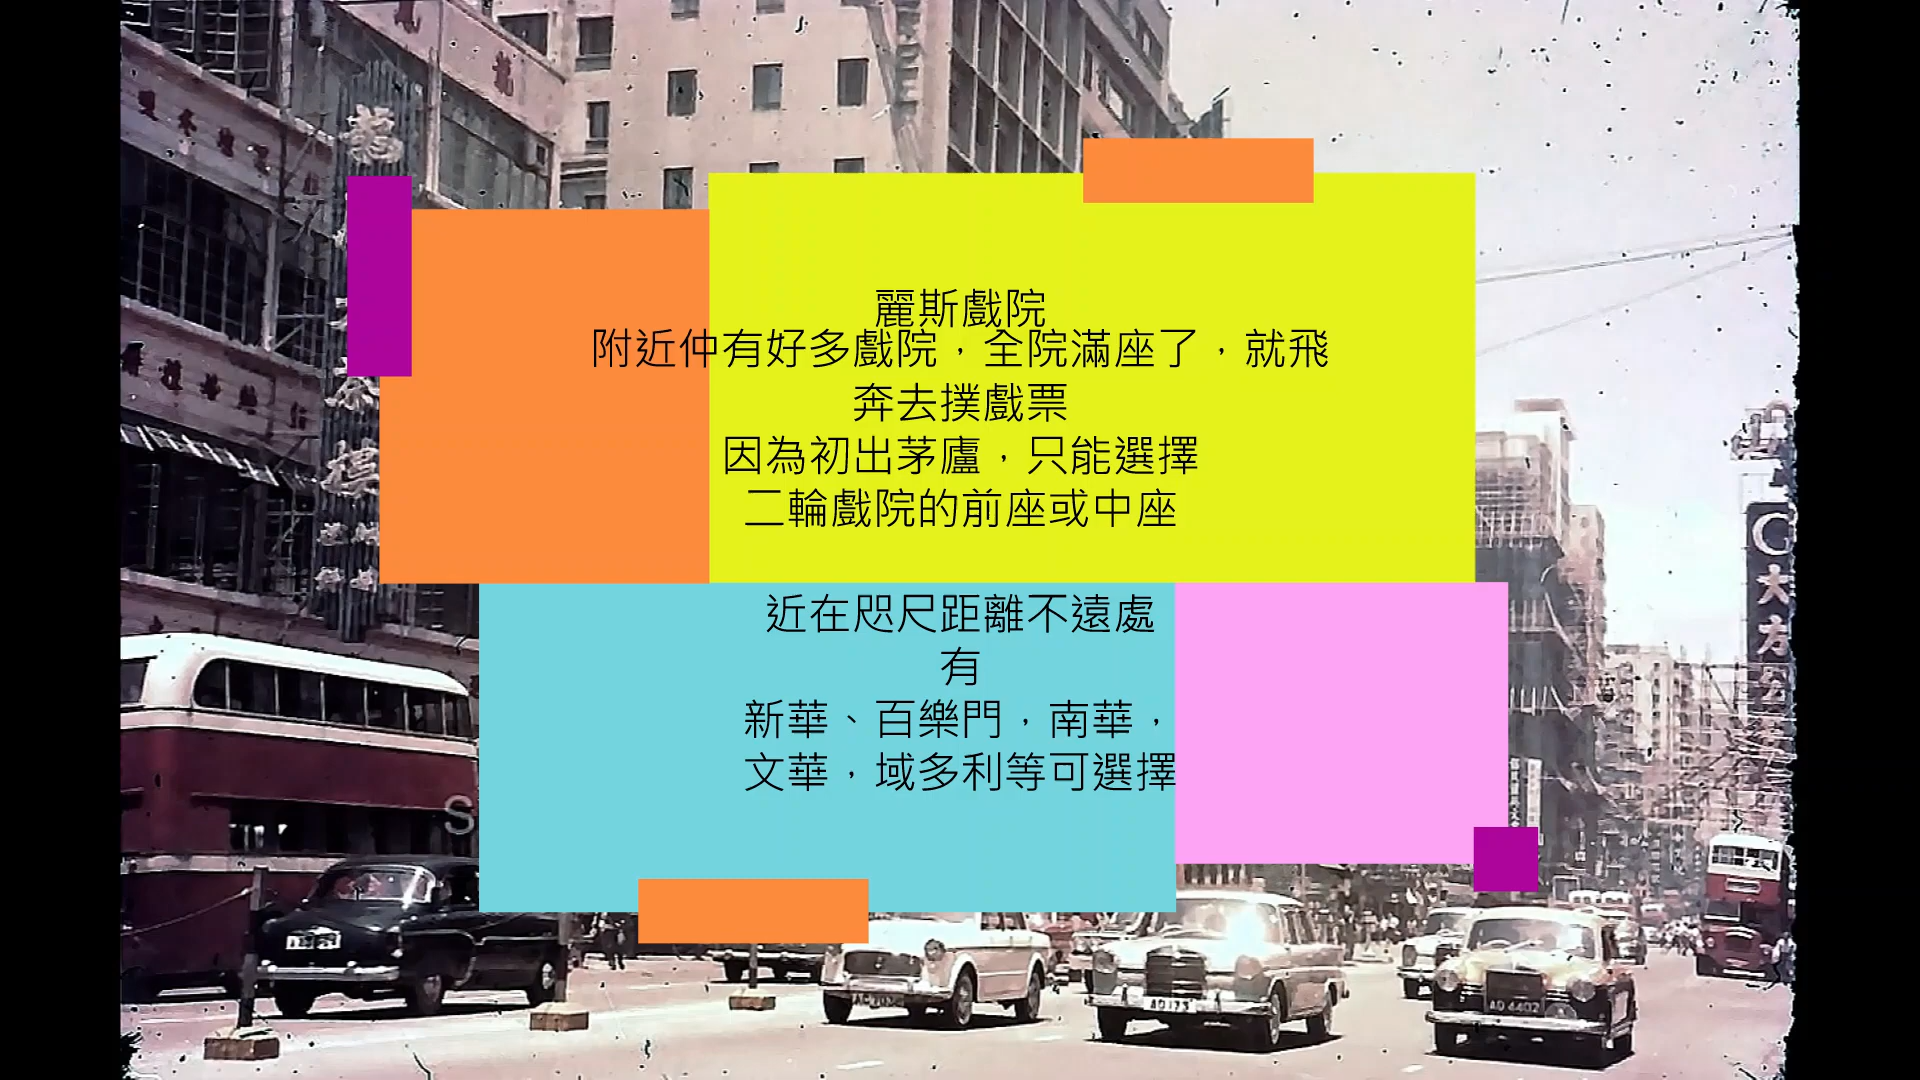 麗斯戲院
附近仲有好多戲院，全院滿座了，就飛
奔去撲戲票
因為初出茅廬，只能選擇
二輪戲院的前座或中座
近在咫尺距離不遠處
有
新華、百樂門，南華，
文華，域多利等可選擇
大方
S
AD 4402